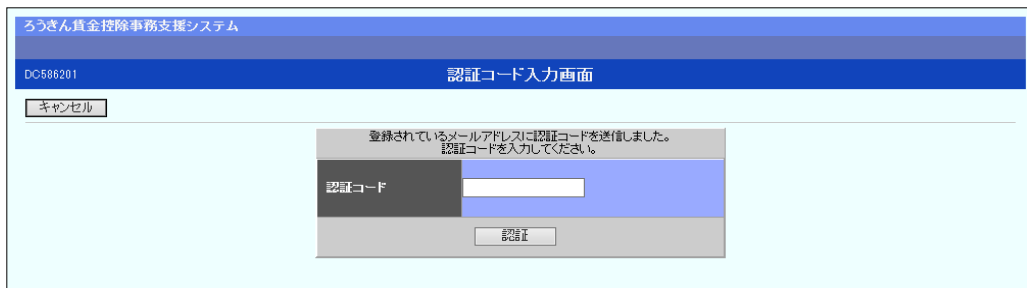 ろうきん賃金控除事務支援システム
DC586201
認証コード入力画面
キャンセル
登録されているメールアドレスに認証コードを送信しました。
認証コードを入力してください。
認証コード
認証